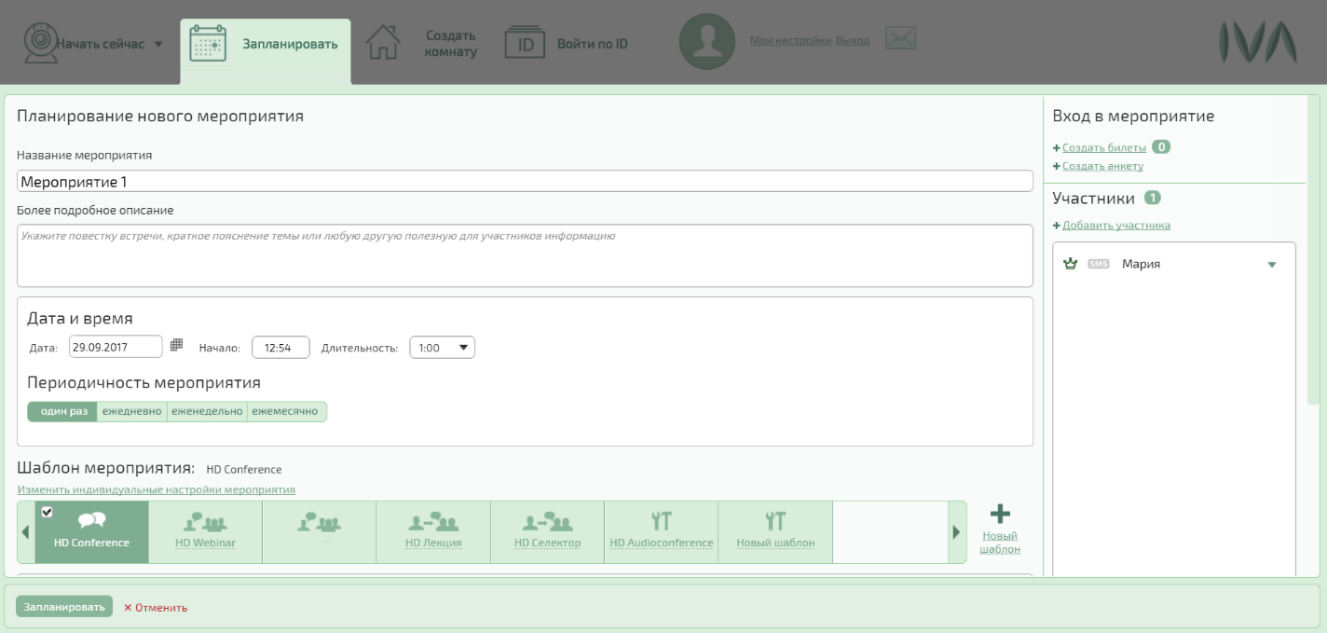 Начать сейчас
Запланировать
Создать комнату
ID
Войти по ID
Мои настройки Выход
IVA
Планирование нового мероприятия
Название мероприятия
Мероприятие 1
Более подробное описание
Укажите повестку встречи, краткое пояснение темы или любую другую полезную для участников информацию
Дата и время
Дата: 29.09.2017 Начало: 12:54 Длительность: 1:00
Периодичность мероприятия
один раз ежедневно еженедельно ежемесячно
Шаблон мероприятия: HD Conference
Изменить индивидуальные настройки мероприятия
HD Conference
HD Webinar
...
HD Лекция
HD Селектор
HD Audioconference
Новый шаблон
Новый
шаблон
Вход в мероприятие
+ Создать билеты 0
+ Создать анкету
Участники 1
+ Добавить участника
SMS Мария
Запланировать × Отменить